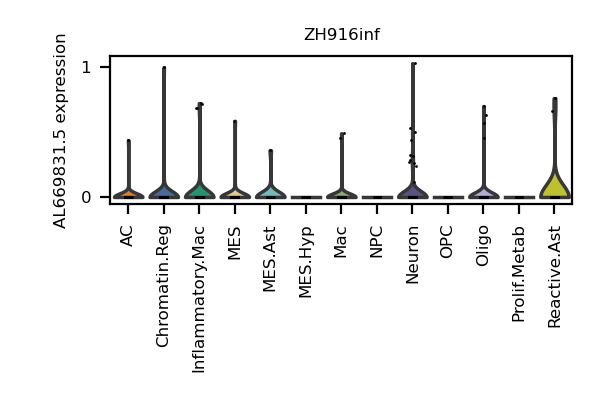 ZH916inf
AL669831.5 expression
1
0
AC
Chromatin.Reg
Inflammatory.Mac
MES
MES.Ast
MES.Hyp
Mac
NPC
Neuron
OPC
Oligo
Prolif.Metab
Reactive.Ast